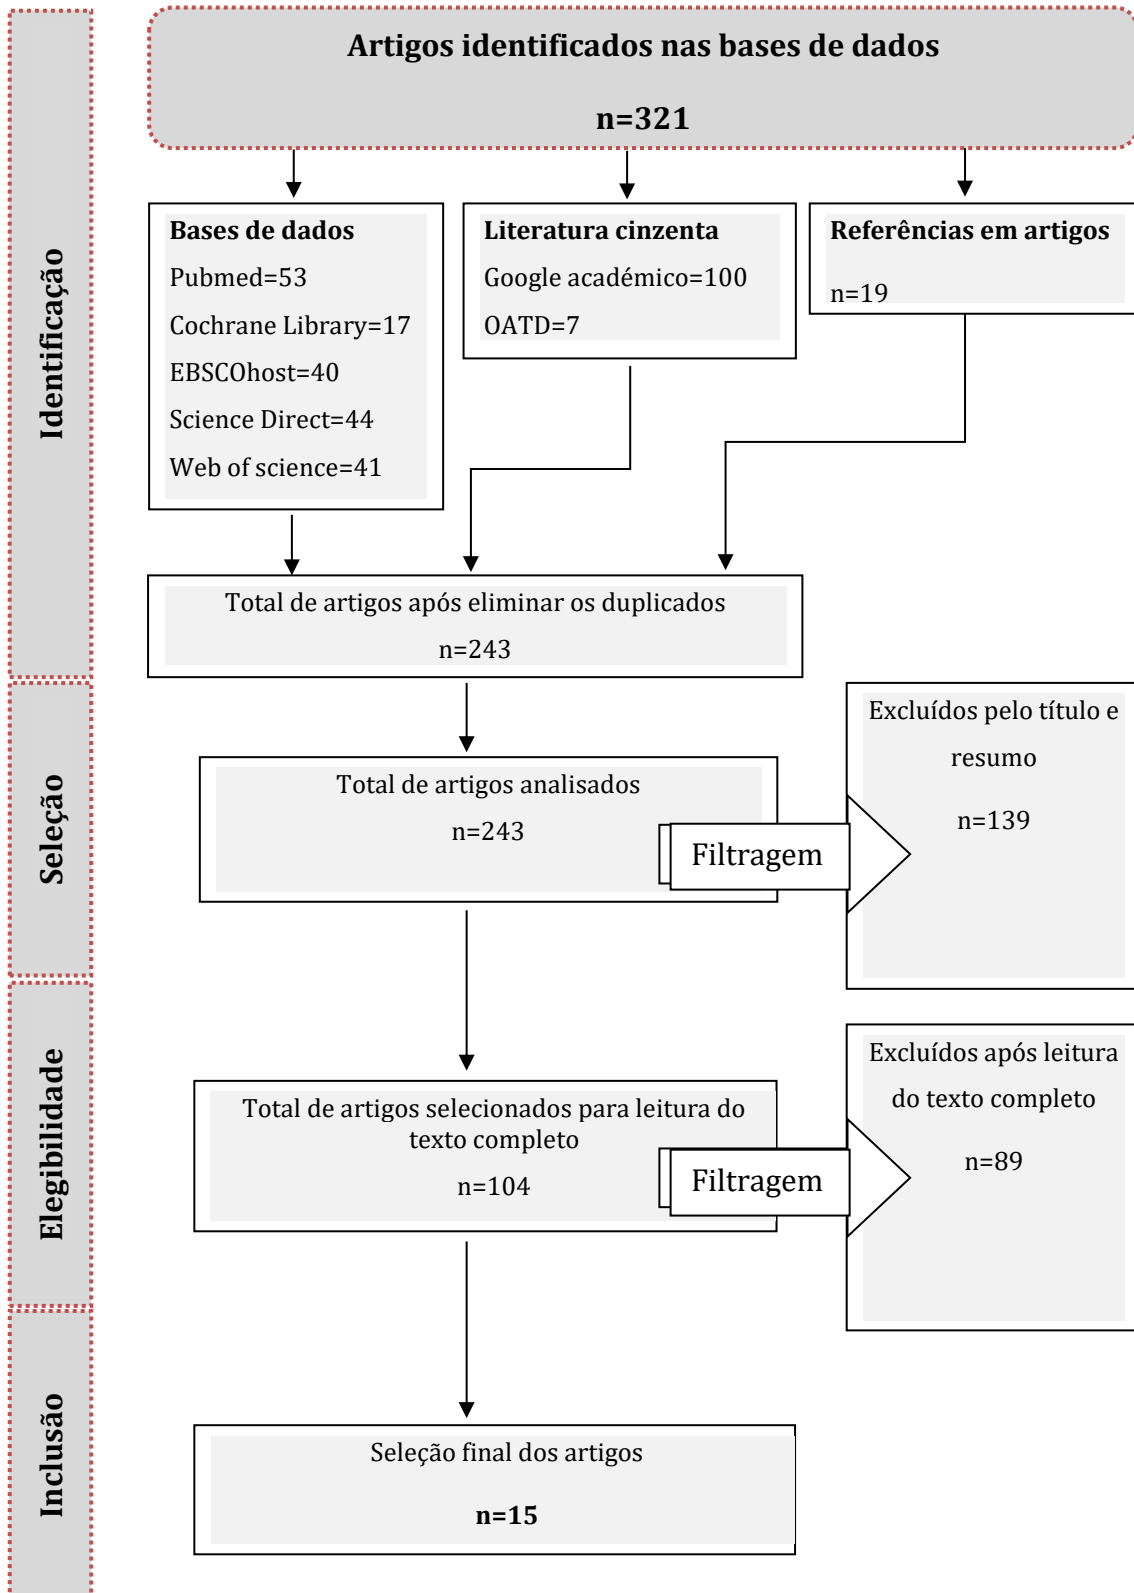 Artigos identificados nas bases de dados
n=321
Identificação
Bases de dados
Pubmed=53
Cochrane Library=17
EBSCOhost=40
Science Direct=44
Web of science=41
Literatura cinzenta
Google académico=100
OATD=7
Referências em artigos
n=19
Total de artigos após eliminar os duplicados
n=243
Seleção
Total de artigos analisados
n=243
Filtragem
Excluídos pelo título e
resumo
n=139
Elegibilidade
Total de artigos selecionados para leitura do
texto completo
n=104
Filtragem
Excluídos após leitura
do texto completo
n=89
Inclusão
Seleção final dos artigos
n=15